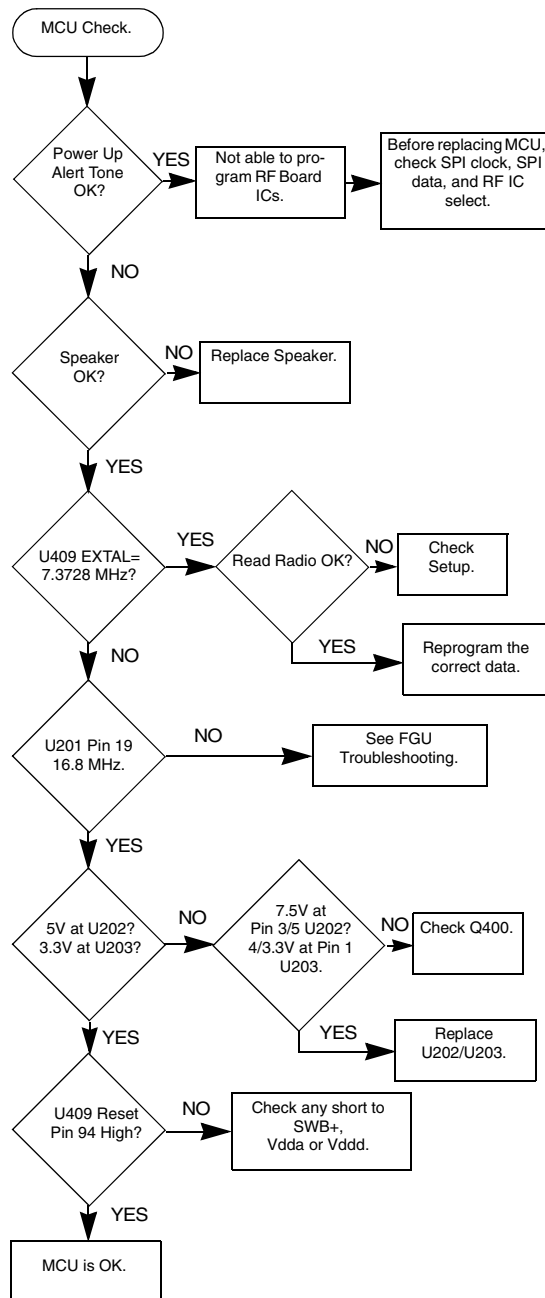 MCU Check.
Power Up
Alert Tone
OK?
YES
Not able to pro-
gram RF Board
ICs.
Before replacing MCU,
check SPI clock, SPI
data, and RF IC
select.
NO
Speaker
OK?
NO
Replace Speaker.
YES
U409 EXTAL=
7.3728 MHz?
YES
Read Radio OK?
NO
Check
Setup.
YES
Reprogram the
correct data.
NO
U201 Pin 19
16.8 MHz.
NO
See FGU
Troubleshooting.
YES
5V at U202?
3.3V at U203?
NO
7.5V at
Pin 3/5 U202?
4/3.3V at Pin 1
U203.
NO
Check Q400.
YES
Replace
U202/U203.
YES
U409 Reset
Pin 94 High?
NO
Check any short to
SWB+,
Vdda or Vddd.
YES
MCU is OK.